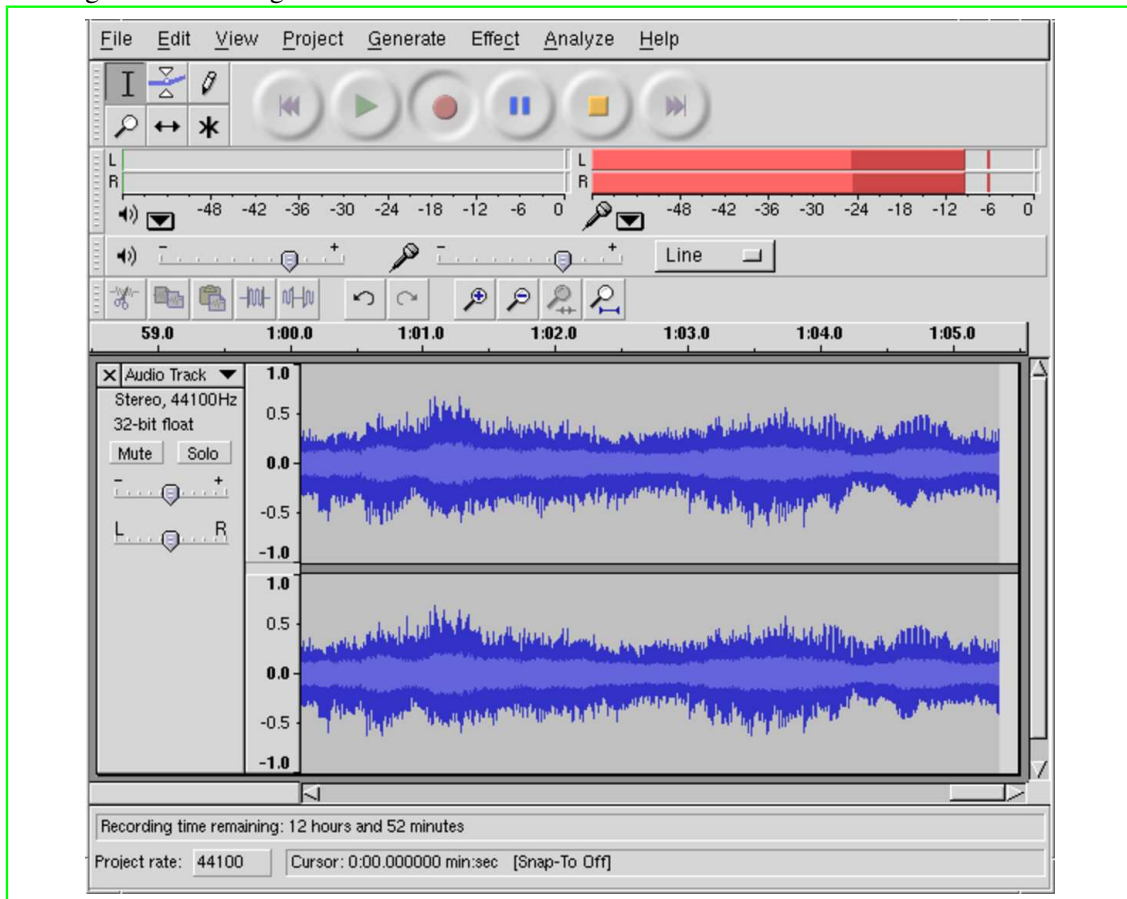 File Edit View Project Generate Effect Analyze Help
L L
R R
-48 -42 -36 -30 -24 -18 -12 -6 0 -48 -42 -36 -30 -24 -18 -12 -6 0
- + - + Line
59.0 1:00.0 1:01.0 1:02.0 1:03.0 1:04.0 1:05.0
X Audio Track
Stereo, 44100Hz
32-bit float
Mute Solo
- +
L R
1.0
0.5
0.0
-0.5
-1.0
1.0
0.5
0.0
-0.5
-1.0
Recording time remaining: 12 hours and 52 minutes
Project rate: 44100 Cursor: 0:00.000000 min:sec [Snap-To Off]